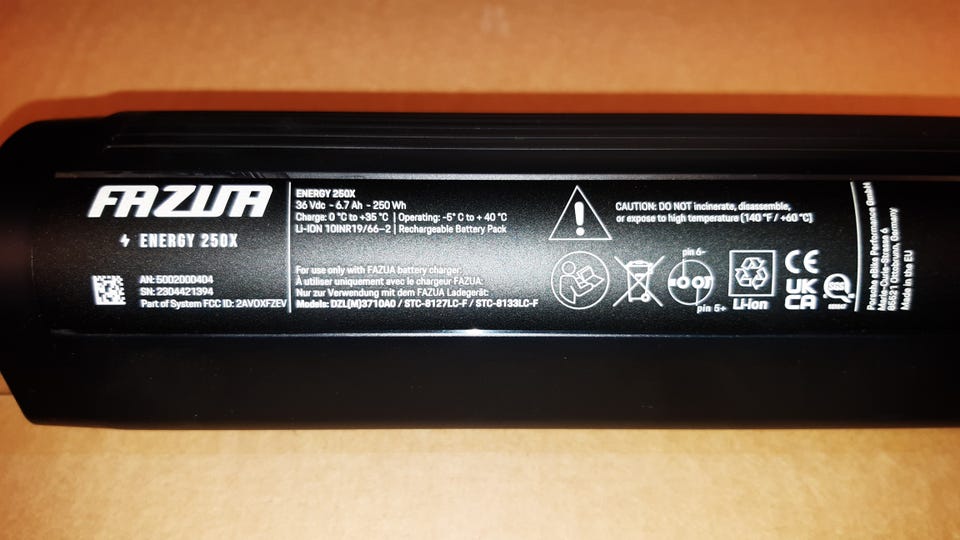 FAZUA
ENERGY 250X
AN: 5002000404
SN: 2304421394
Part of System FCC ID: 2AVOXFZEV
ENERGY 250X
36 Vdc - 6.7 Ah - 250 Wh
Charge: 0 °C to +35 °C | Operating: -5° C to + 40 °C
Li-ION 10INR19/66-2 | Rechargeable Battery Pack
For use only with FAZUA battery charger:
À utiliser uniquement avec le chargeur FAZUA:
Nur zur Verwendung mit dem FAZUA Ladegerät:
Models: DZL(M)3710A0 / STC-8127LC-F / STC-8133LC-F
CAUTION: DO NOT incinerate, disassemble,
or expose to high temperature (140 °F / +60 °C)
pin 6-
pin 5+
Li-ion
CE
UK
CA
SGS
Porsche eBike Performance GmbH
85521 Ottobrunn, Germany
Made in the EU